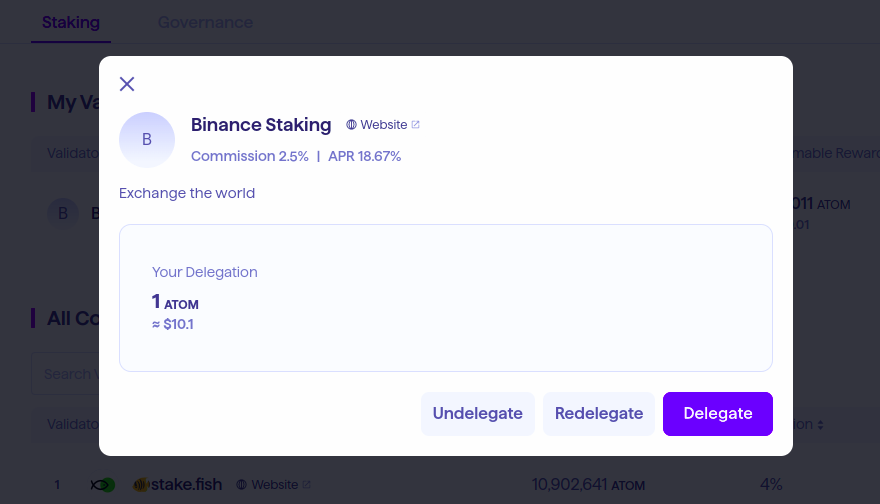 Staking
Governance
My Va
Validato
mable Reward
B
B
011 ATOM
.01
All Co
Search V
Validato
ion
1
stake.fish
Website
10,902,641 ATOM
4%
B
Binance Staking
Website
Commission 2.5% | APR 18.67%
Exchange the world
Your Delegation
1 ATOM
≈ $10.1
Undelegate
Redelegate
Delegate